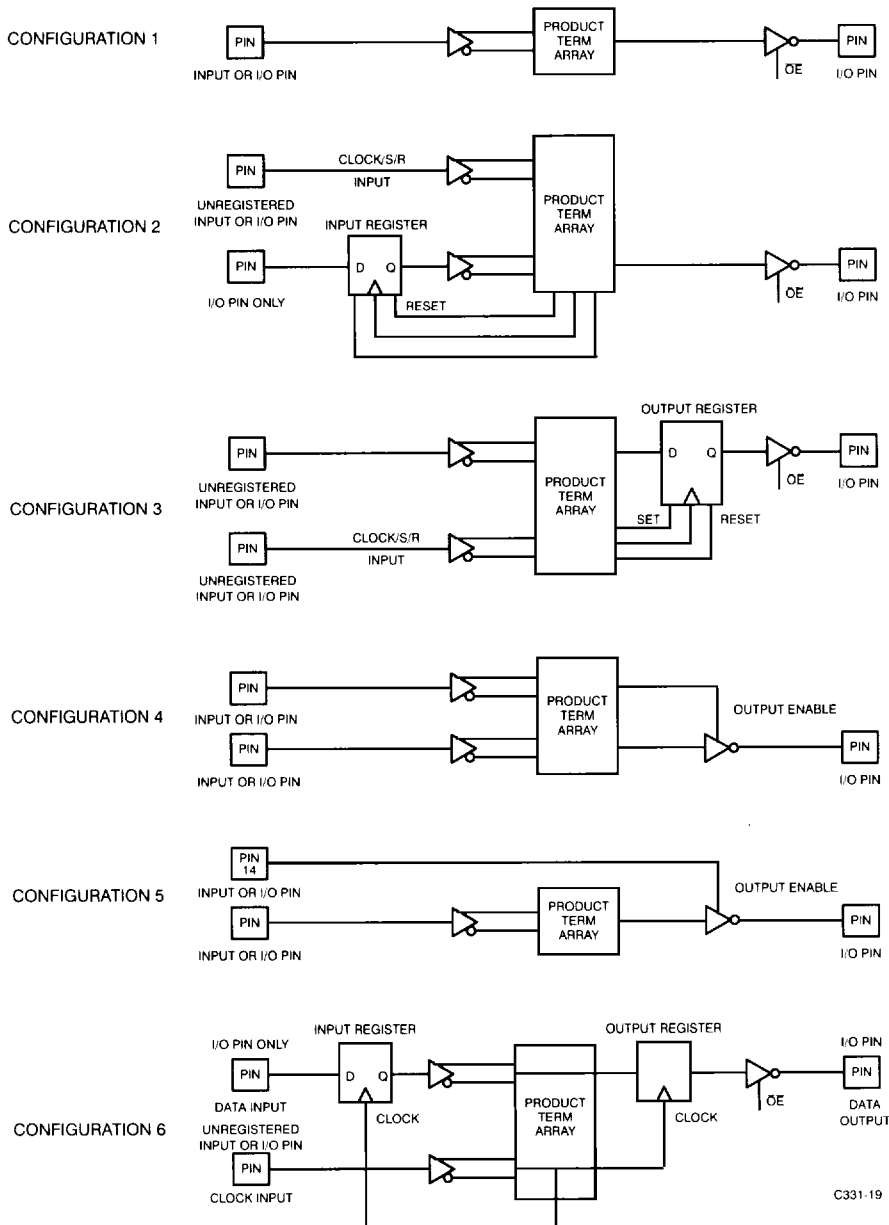 CONFIGURATION 1
PIN
INPUT OR I/O PIN
PRODUCT
TERM
ARRAY
OE
PIN
I/O PIN
CONFIGURATION 2
PIN
CLOCK/S/R
INPUT
UNREGISTERED
INPUT OR I/O PIN
INPUT REGISTER
PIN
D Q
I/O PIN ONLY
RESET
PRODUCT
TERM
ARRAY
OE
PIN
I/O PIN
CONFIGURATION 3
PIN
UNREGISTERED
INPUT OR I/O PIN
PIN
CLOCK/S/R
INPUT
UNREGISTERED
INPUT OR I/O PIN
PRODUCT
TERM
ARRAY
OUTPUT REGISTER
D Q
SET
RESET
OE
PIN
I/O PIN
CONFIGURATION 4
PIN
INPUT OR I/O PIN
PIN
INPUT OR I/O PIN
PRODUCT
TERM
ARRAY
OUTPUT ENABLE
PIN
I/O PIN
CONFIGURATION 5
PIN
14
INPUT OR I/O PIN
PIN
INPUT OR I/O PIN
PRODUCT
TERM
ARRAY
OUTPUT ENABLE
PIN
I/O PIN
CONFIGURATION 6
I/O PIN ONLY
PIN
DATA INPUT
UNREGISTERED
INPUT OR I/O PIN
PIN
CLOCK INPUT
INPUT REGISTER
D Q
CLOCK
PRODUCT
TERM
ARRAY
OUTPUT REGISTER
CLOCK
OE
I/O PIN
PIN
DATA
OUTPUT
C331-19